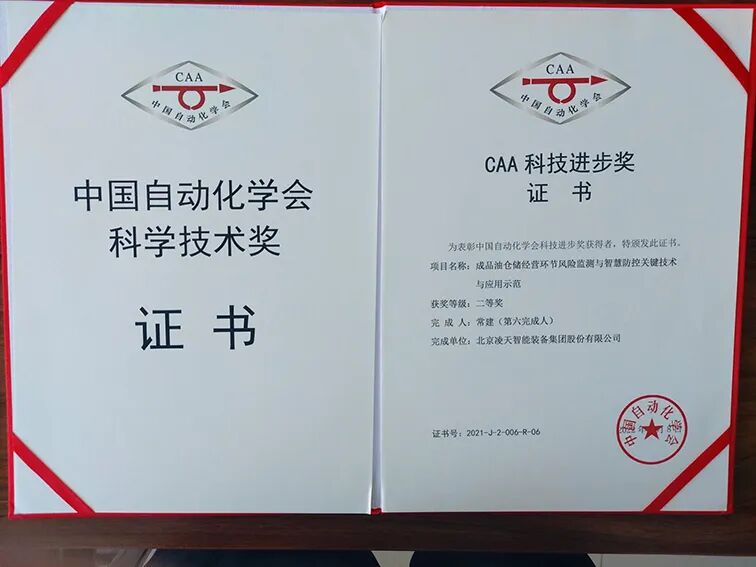 CAA
中国自动化学会
中国自动化学会
科学技术奖
证 书
CAA
中国自动化学会
CAA 科技进步奖
证 书
为表彰中国自动化学会科技进步奖获得者，特颁发此证书。
项目名称：成品油仓储经营环节风险监测与智慧防控关键技术
与应用示范
获奖等级：二等奖
完 成 人：常建（第六完成人）
完成单位：北京凌天智能装备集团股份有限公司
证书号：2021-J-2-006-R-06
中国自动化学会